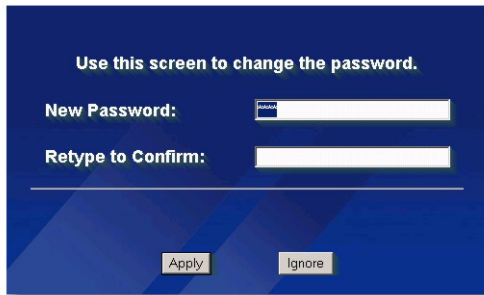 Use this screen to change the password.
New Password:
Retype to Confirm:
Apply
Ignore